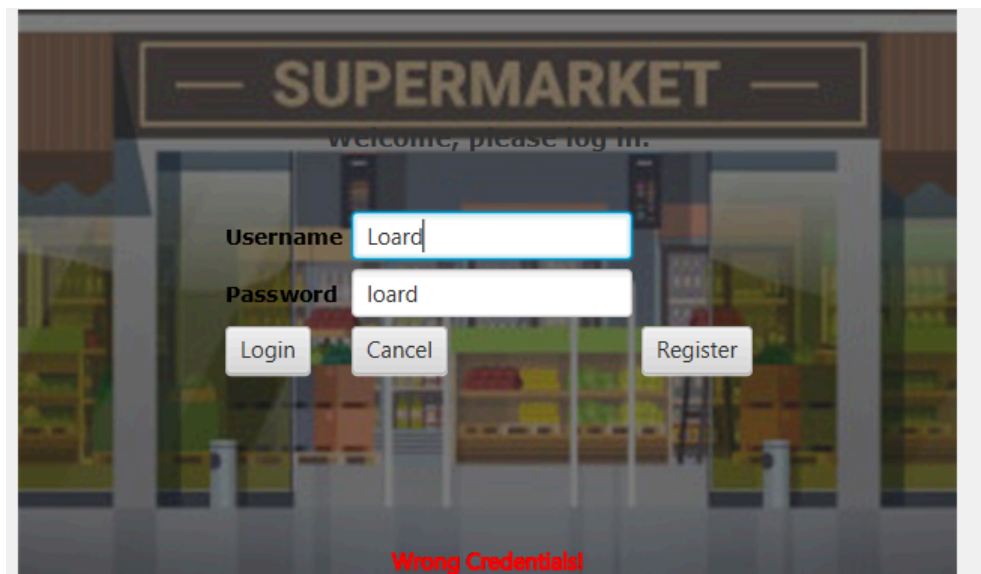 — SUPERMARKET —
Welcome, please log in.
Username Loard
Password loard
Login Cancel Register
Wrong Credentials!